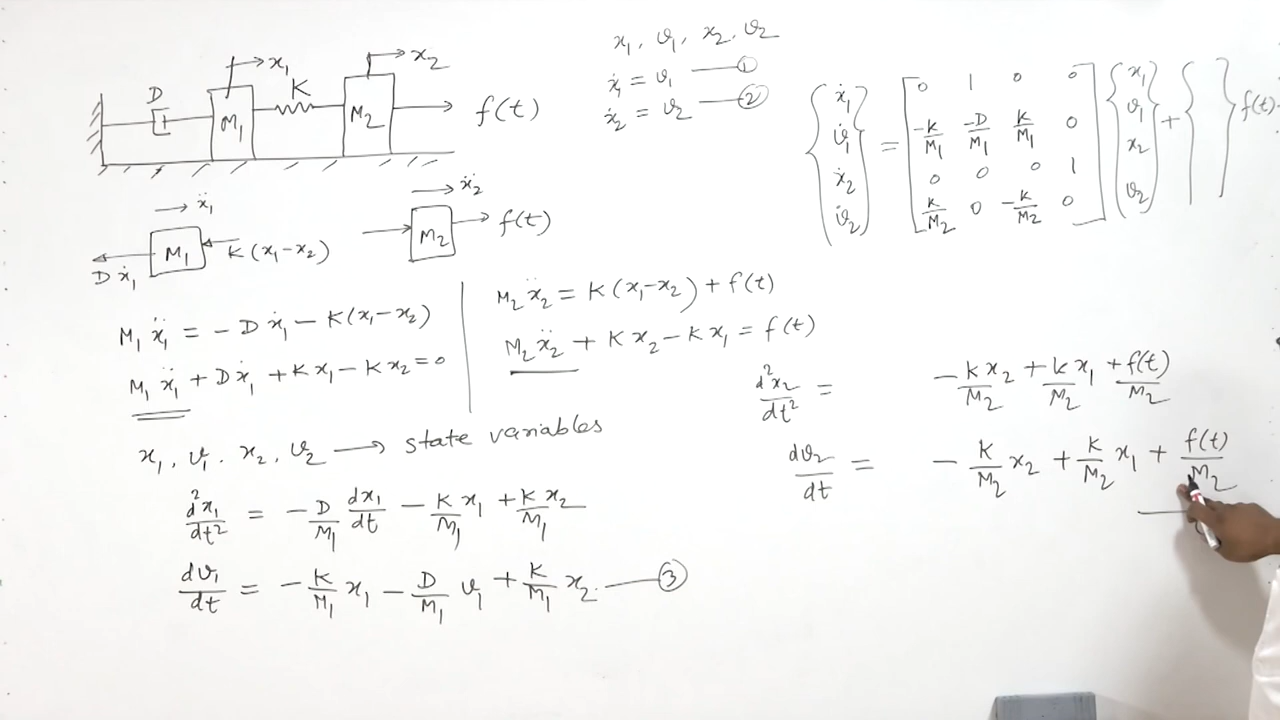 D M₁ K M₂ → x₁ → x₂ f(t)
→ ẍ₁
D ẋ₁ M₁ K(x₁-x₂)
→ ẍ₂
M₂ f(t)
M₁ ẍ₁ = - D ẋ₁ - K(x₁-x₂)
M₁ ẍ₁ + D ẋ₁ + K x₁ - K x₂ = 0
M₂ ẍ₂ = K(x₁-x₂) + f(t)
M₂ ẍ₂ + K x₂ - K x₁ = f(t)
x₁, v₁, x₂, v₂ → state variables
d²x₁/dt² = - D/M₁ dx₁/dt - K/M₁ x₁ + K x₂/M₁
dv₁/dt = - K/M₁ x₁ - D/M₁ v₁ + K/M₁ x₂ — ③
x₁, v₁, x₂, v₂
ẋ₁ = v₁ — ①
ẋ₂ = v₂ — ②
{ẋ₁ v̇₁ ẋ₂ v̇₂} = [0 1 0 0
-K/M₁ -D/M₁ K/M₁ 0
0 0 0 1
K/M₂ 0 -K/M₂ 0] {x₁ v₁ x₂ v₂} + { } f(t)
d²x₂/dt² = - K x₂/M₂ + K x₁/M₂ + f(t)/M₂
dv₂/dt = - K/M₂ x₂ + K/M₂ x₁ + f(t)/M₂